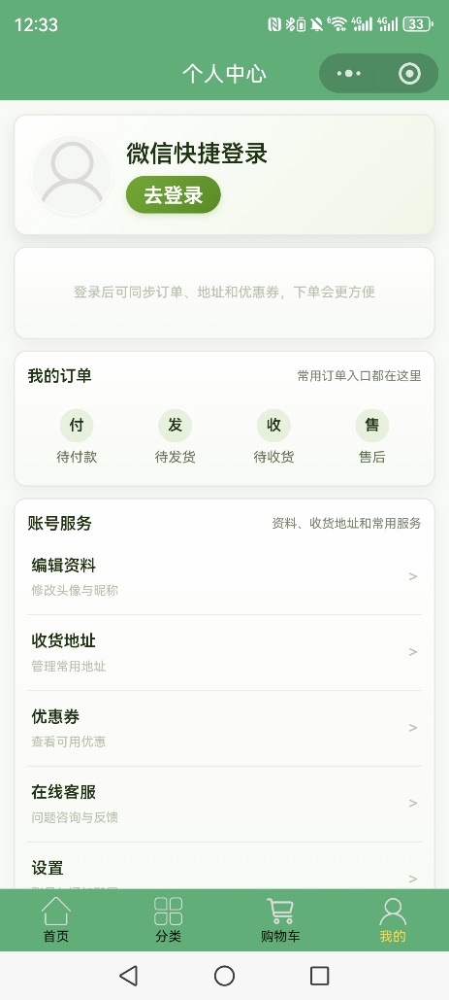 12:33
6 4G 4G 33
个人中心
微信快捷登录
去登录
登录后可同步订单、地址和优惠券，下单会更方便
我的订单 常用订单入口都在这里
付 发 收 售
待付款 待发货 待收货 售后
账号服务 资料、收货地址和常用服务
编辑资料
修改头像与昵称
>
收货地址
管理常用地址
>
优惠券
查看可用优惠
>
在线客服
问题咨询与反馈
>
设置
>
首页 分类 购物车 我的